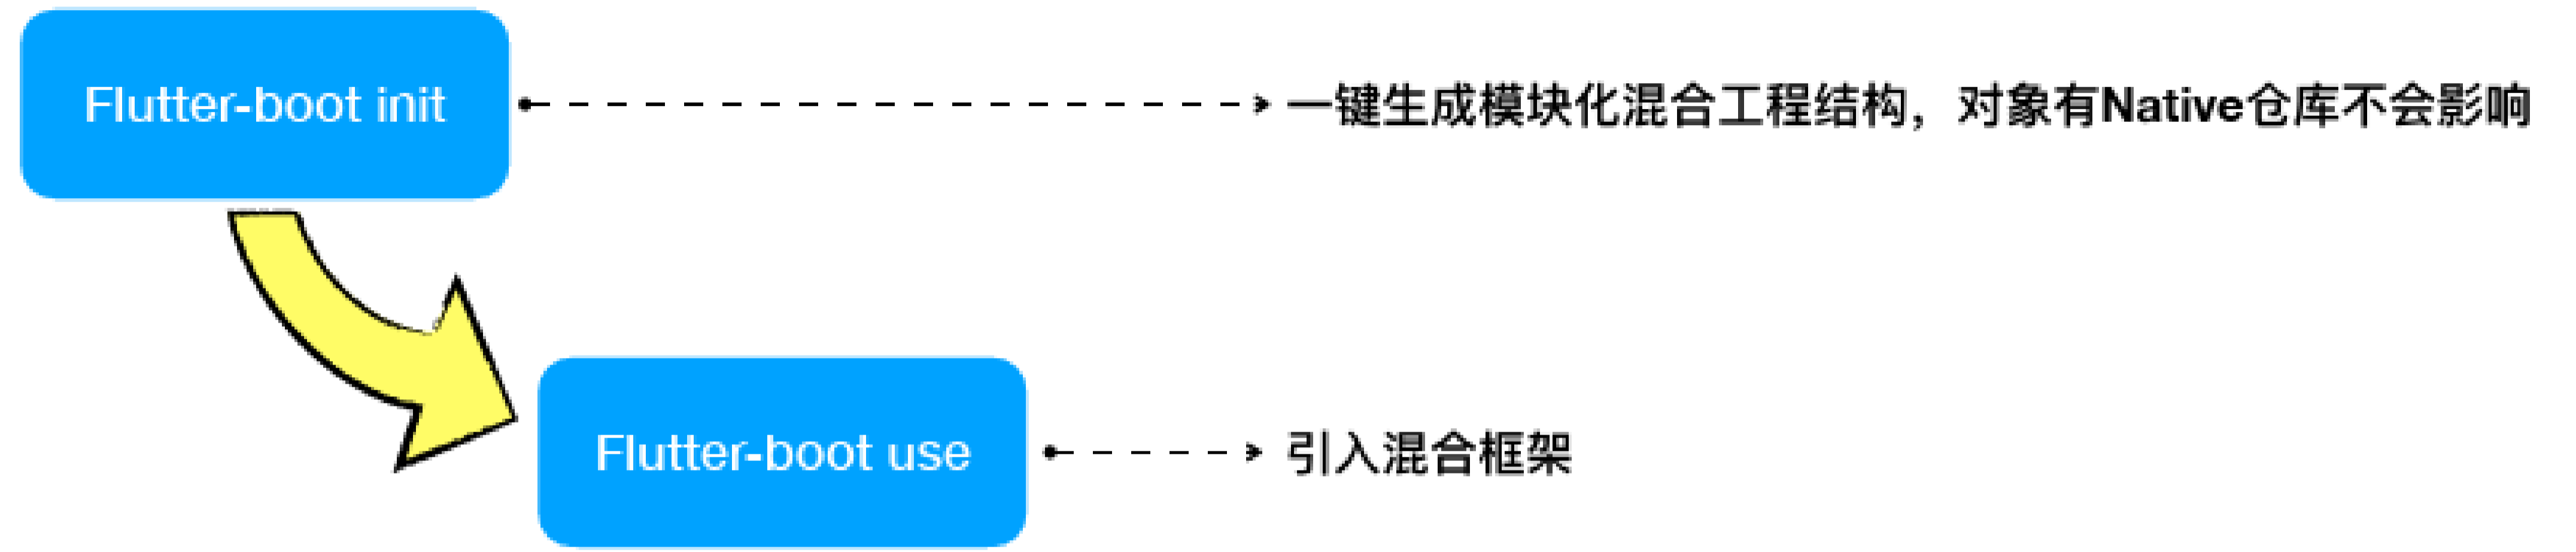 Flutter-boot init
一键生成模块化混合工程结构，对象有Native仓库不会影响
Flutter-boot use
引入混合框架